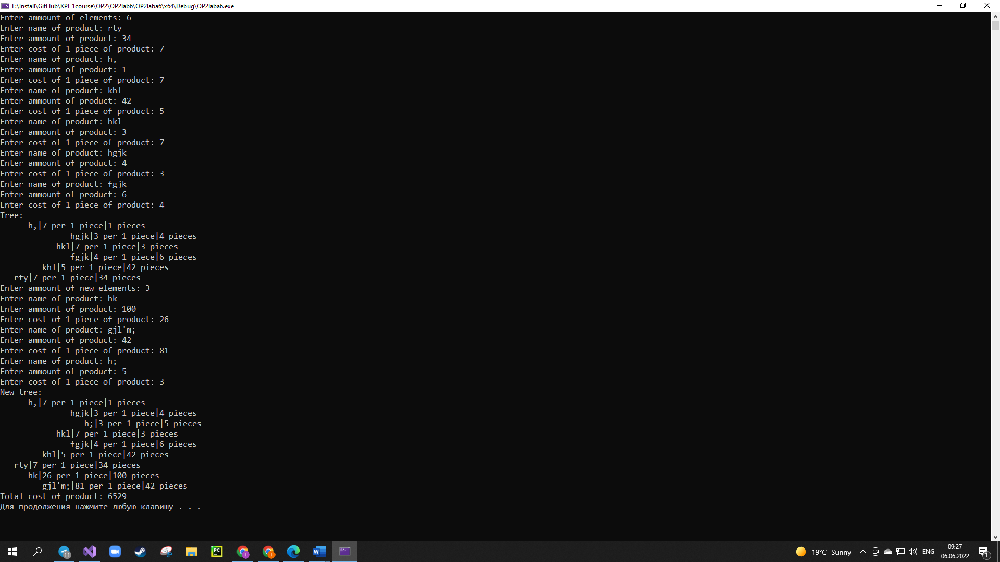 E:\Install\GitHub\KPI_1course\OP2\OP2lab6\OP2laba6\x64\Debug\OP2laba6.exe
Enter ammount of elements: 6
Enter name of product: rty
Enter ammount of product: 34
Enter cost of 1 piece of product: 7
Enter name of product: h,
Enter ammount of product: 1
Enter cost of 1 piece of product: 7
Enter name of product: khl
Enter ammount of product: 42
Enter cost of 1 piece of product: 5
Enter name of product: hkl
Enter ammount of product: 3
Enter cost of 1 piece of product: 7
Enter name of product: hgjk
Enter ammount of product: 4
Enter cost of 1 piece of product: 3
Enter name of product: fgjk
Enter ammount of product: 6
Enter cost of 1 piece of product: 4
Tree:
h,|7 per 1 piece|1 pieces
hgjk|3 per 1 piece|4 pieces
hkl|7 per 1 piece|3 pieces
fgjk|4 per 1 piece|6 pieces
khl|5 per 1 piece|42 pieces
rty|7 per 1 piece|34 pieces
Enter ammount of new elements: 3
Enter name of product: hk
Enter ammount of product: 100
Enter cost of 1 piece of product: 26
Enter name of product: gjl'm;
Enter ammount of product: 42
Enter cost of 1 piece of product: 81
Enter name of product: h;
Enter ammount of product: 5
Enter cost of 1 piece of product: 3
New tree:
h,|7 per 1 piece|1 pieces
hgjk|3 per 1 piece|4 pieces
h;|3 per 1 piece|5 pieces
hkl|7 per 1 piece|3 pieces
fgjk|4 per 1 piece|6 pieces
khl|5 per 1 piece|42 pieces
rty|7 per 1 piece|34 pieces
hk|26 per 1 piece|100 pieces
gjl'm;|81 per 1 piece|42 pieces
Total cost of product: 6529
Для продолжения нажмите любую клавишу . . .
11
PC
W
19°C Sunny
ENG
09:27
06.06.2022
1